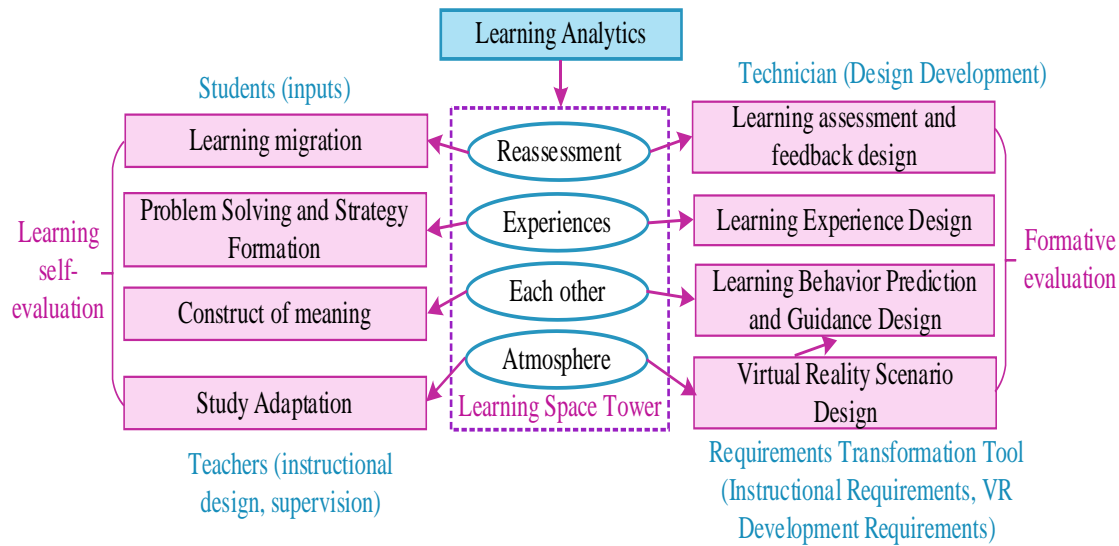 Learning Analytics
Students (inputs)
Technician (Design Development)
Learning migration
Reassessment
Learning assessment and
feedback design
Problem Solving and Strategy
Formation
Experiences
Learning Experience Design
Learning
self-
evaluation
Formative
evaluation
Construct of meaning
Each other
Learning Behavior Prediction
and Guidance Design
Study Adaptation
Atmosphere
Virtual Reality Scenario
Design
Learning Space Tower
Teachers (instructional
design, supervision)
Requirements Transformation Tool
(Instructional Requirements, VR
Development Requirements)